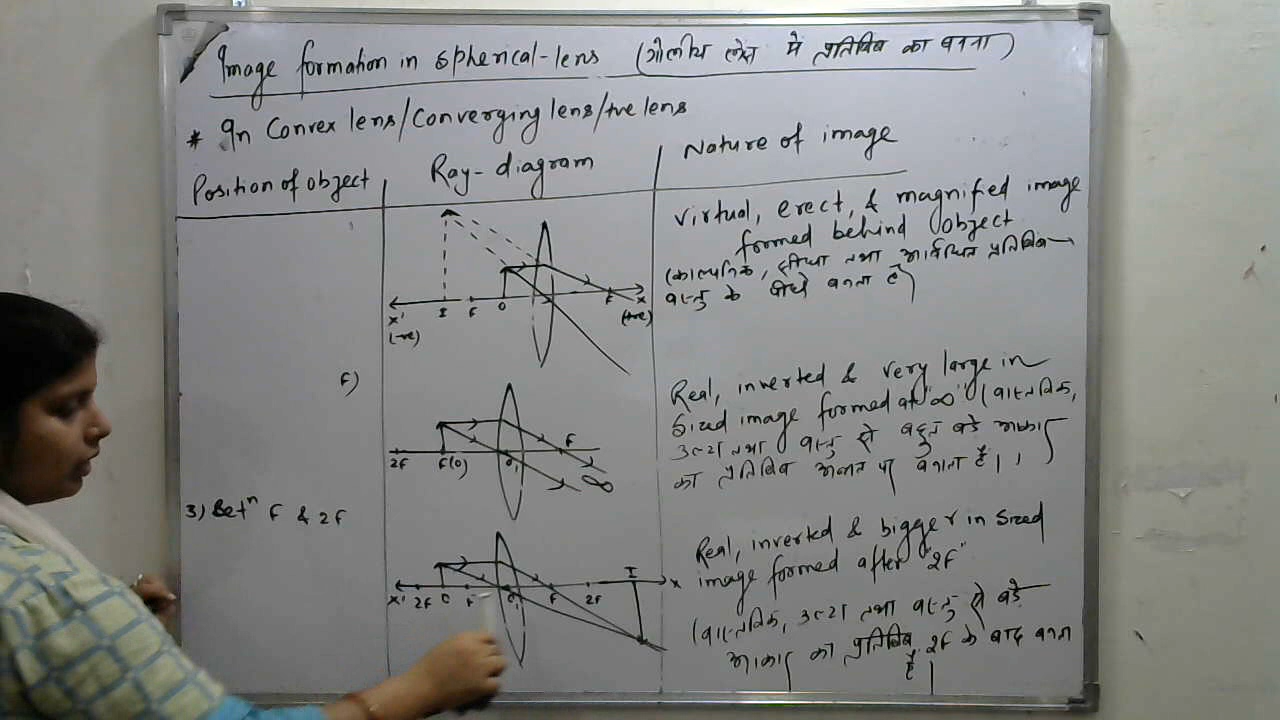 Image formation in spherical-lens (गोलीय लेंस में प्रतिबिंब का बनना)
* In Convex lens/Converging lens/+ve lens
Position of object
Ray-diagram
Nature of image
I F O F X
X'
(-ve)
(+ve)
Virtual, erect, & magnified image
formed behind object
(काल्पनिक, सीधा तथा आवर्धित प्रतिबिंब
वस्तु के पीछे बनता है)
F)
2F F(O) O1 F
∞
Real, inverted & very large in
Sized image formed at "∞" (वास्तविक,
उल्टा तथा वस्तु से बहुत बड़े आकार
का प्रतिबिंब अनन्त पर बनता है।)
3) Betn F & 2F
X' 2F O F O1 F 2F I X
Real, inverted & bigger in Sized
image formed after "2F"
(वास्तविक, उल्टा तथा वस्तु से बड़े
आकार का प्रतिबिंब 2F के बाद बनता
है।